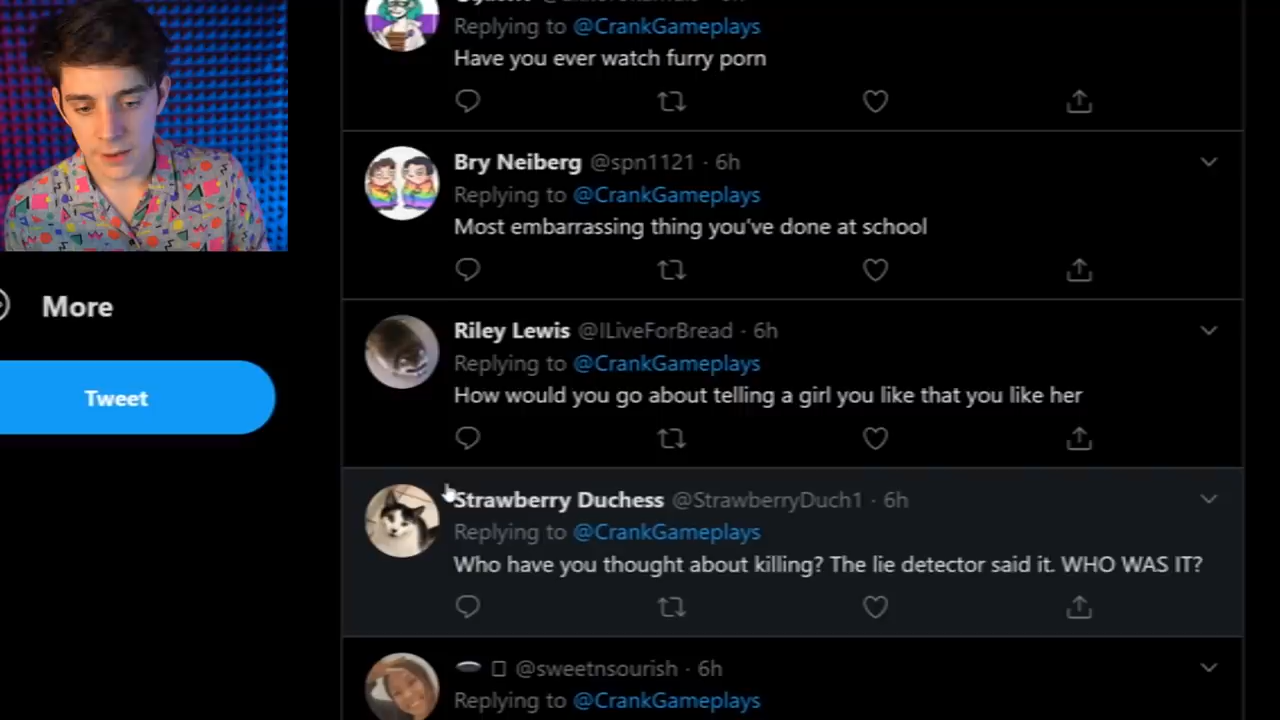 Replying to @CrankGameplays
Have you ever watch furry porn
Bry Neiberg @spn1121 · 6h
Replying to @CrankGameplays
Most embarrassing thing you've done at school
More
Riley Lewis @ILiveForBread · 6h
Replying to @CrankGameplays
How would you go about telling a girl you like that you like her
Tweet
Strawberry Duchess @StrawberryDuch1 · 6h
Replying to @CrankGameplays
Who have you thought about killing? The lie detector said it. WHO WAS IT?
@sweetnsourish · 6h
Replying to @CrankGameplays